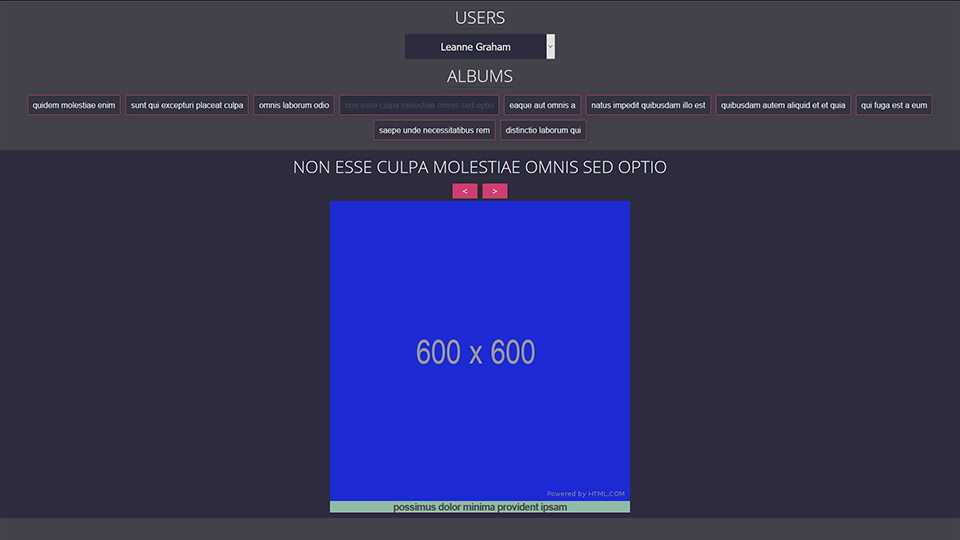 USERS
Leanne Graham
ALBUMS
quidem molestiae enim sunt qui excepturi placeat culpa omnis laborum odio non esse culpa molestiae omnis sed optio eaque aut omnis a natus impedit quibusdam illo est quibusdam autem aliquid et et quia qui fuga est a eum
saepe unde necessitatibus rem distinctio laborum qui
NON ESSE CULPA MOLESTIAE OMNIS SED OPTIO
< >
600 x 600
Powered by HTML.COM
possimus dolor minima provident ipsam